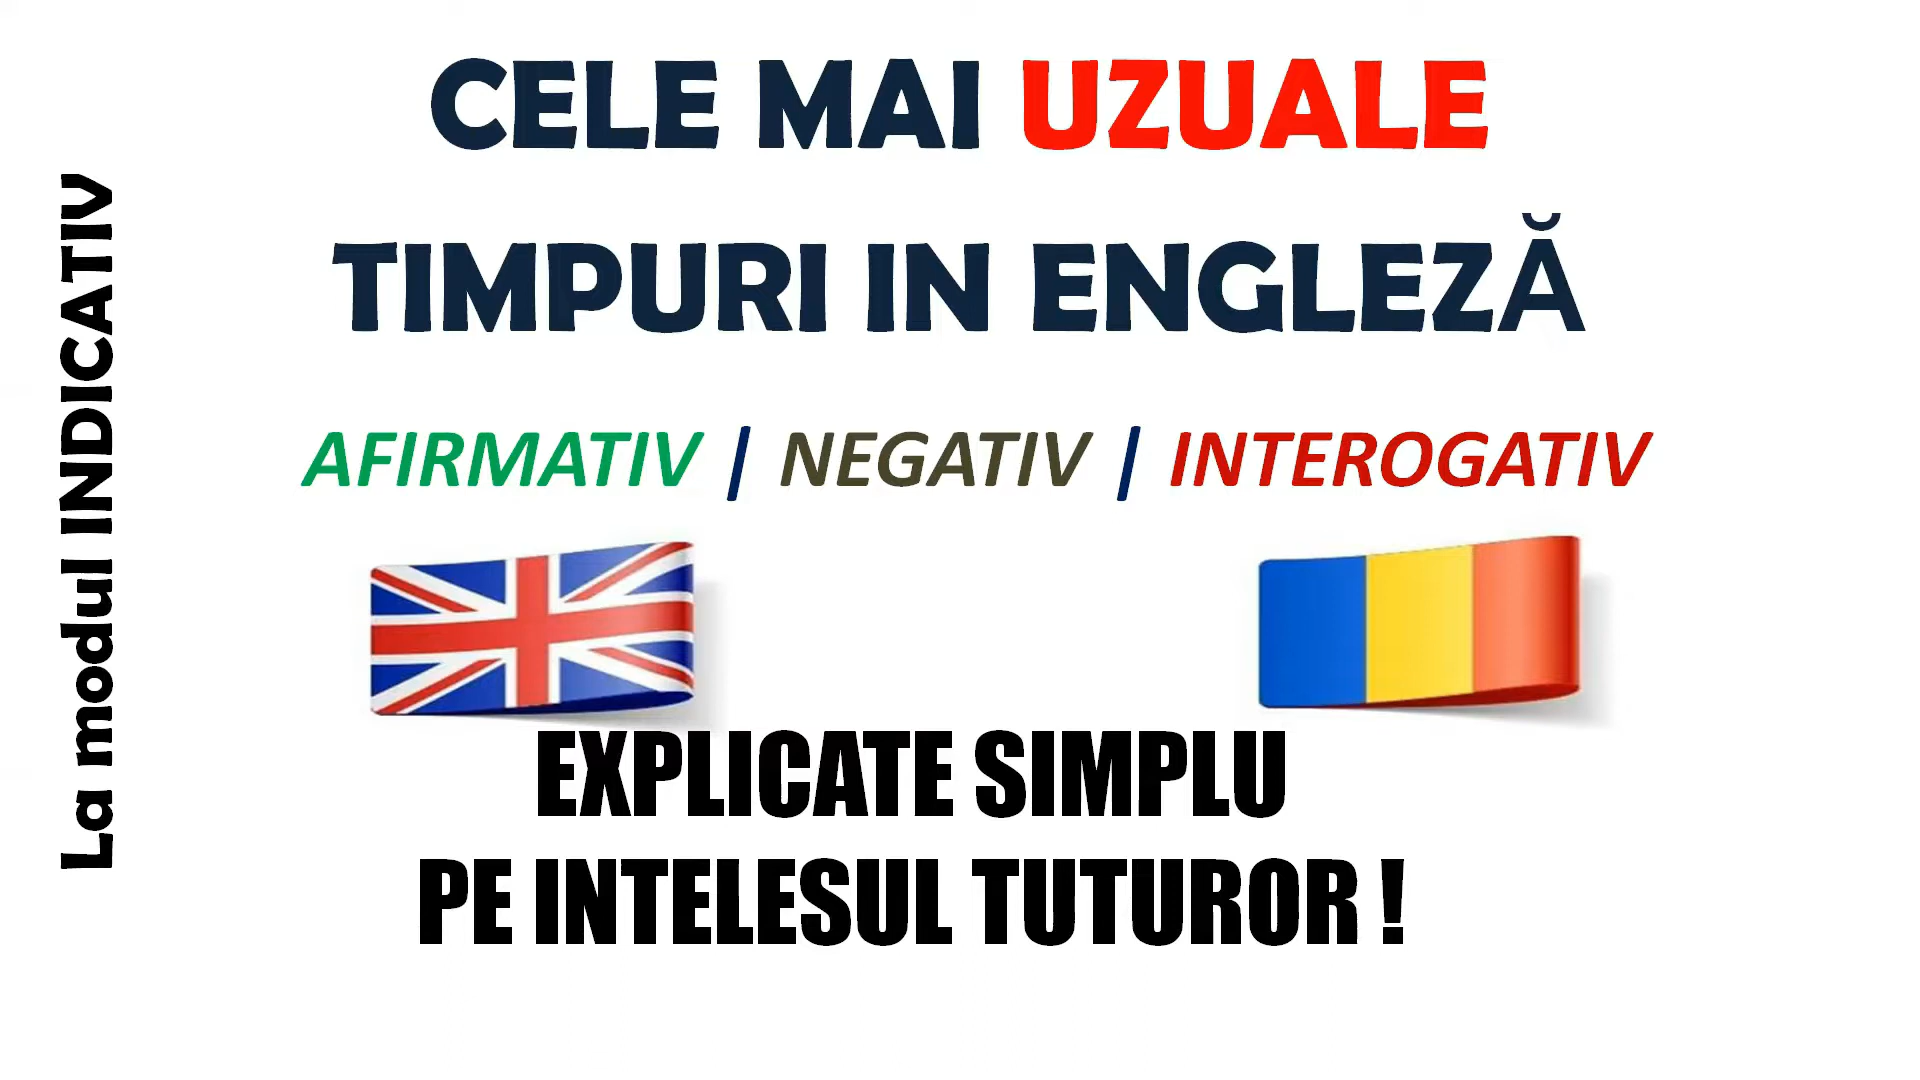 CELE MAI UZUALE
TIMPURI IN ENGLEZĂ
AFIRMATIV | NEGATIV | INTEROGATIV
La modul INDICATIV
EXPLICATE SIMPLU
PE INTELESUL TUTUROR !